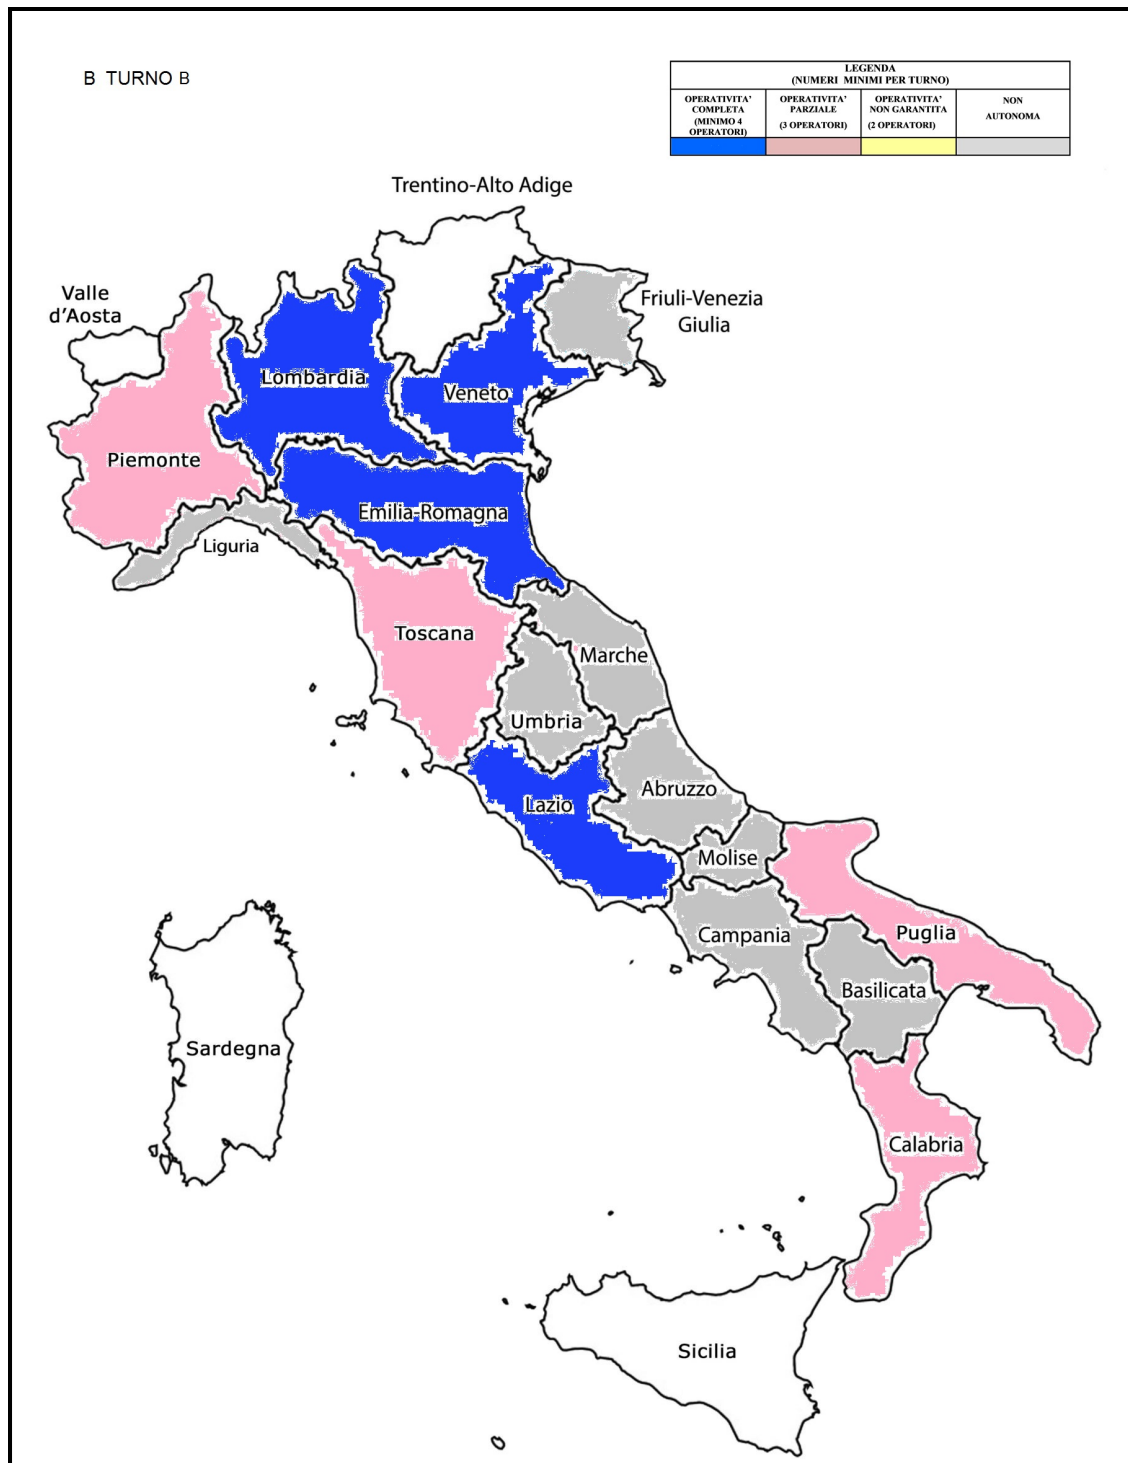 B TURNO B
LEGENDA
(NUMERI MINIMI PER TURNO)
OPERATIVITA'
COMPLETA
(MINIMO 4
OPERATORI)
OPERATIVITA'
PARZIALE
(3 OPERATORI)
OPERATIVITA'
NON GARANTITA
(2 OPERATORI)
NON
AUTONOMA
Trentino-Alto Adige
Valle
d'Aosta
Friuli-Venezia
Giulia
Lombardia
Veneto
Piemonte
Emilia-Romagna
Liguria
Toscana
Marche
Umbria
Abruzzo
Lazio
Molise
Campania
Puglia
Basilicata
Sardegna
Calabria
Sicilia